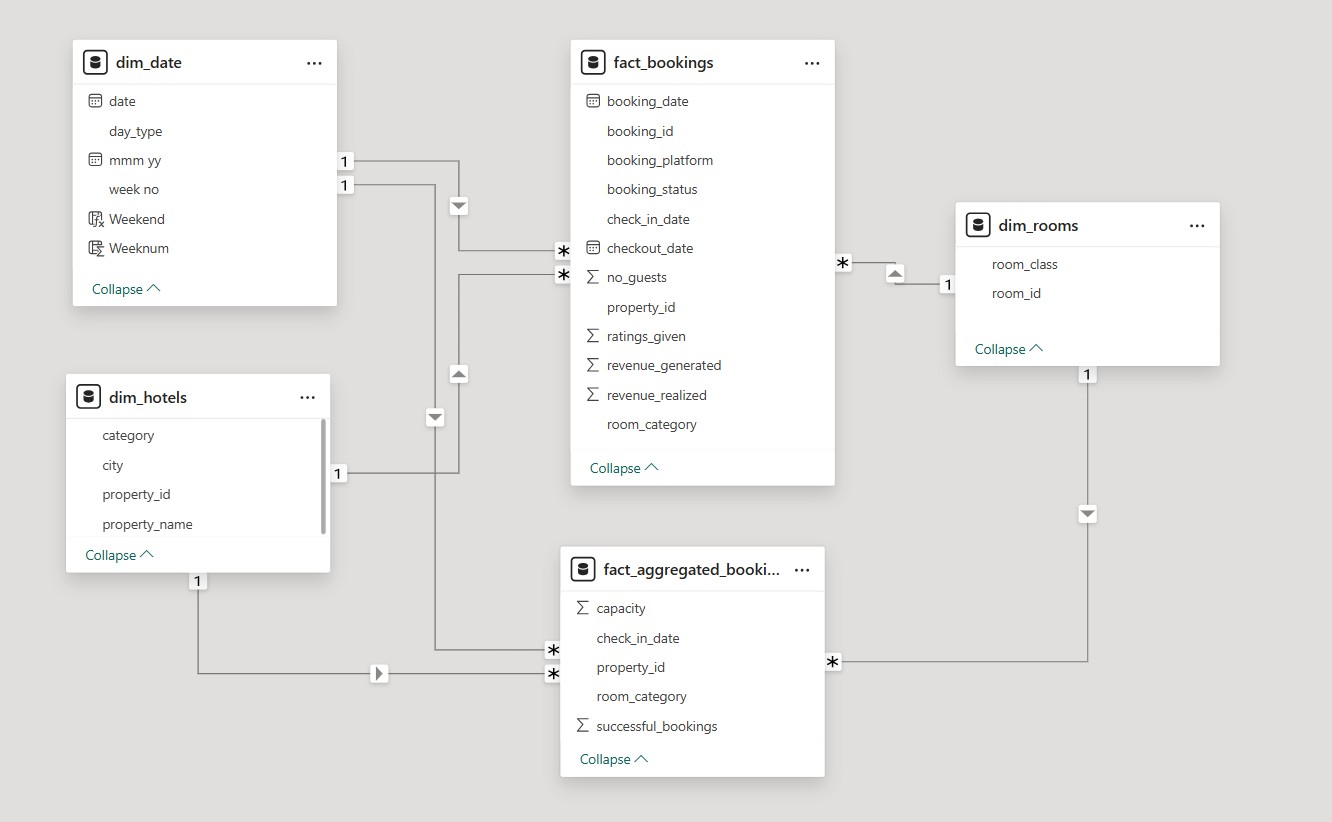 dim_date
date
day_type
mmm yy
week no
Weekend
Weeknum
Collapse
1
1
fact_bookings
booking_date
booking_id
booking_platform
booking_status
check_in_date
checkout_date
no_guests
property_id
ratings_given
revenue_generated
revenue_realized
room_category
Collapse
*
*
*
dim_rooms
room_class
room_id
Collapse
1
1
dim_hotels
category
city
property_id
property_name
Collapse
1
1
fact_aggregated_booki...
capacity
check_in_date
property_id
room_category
successful_bookings
Collapse
*
*
*